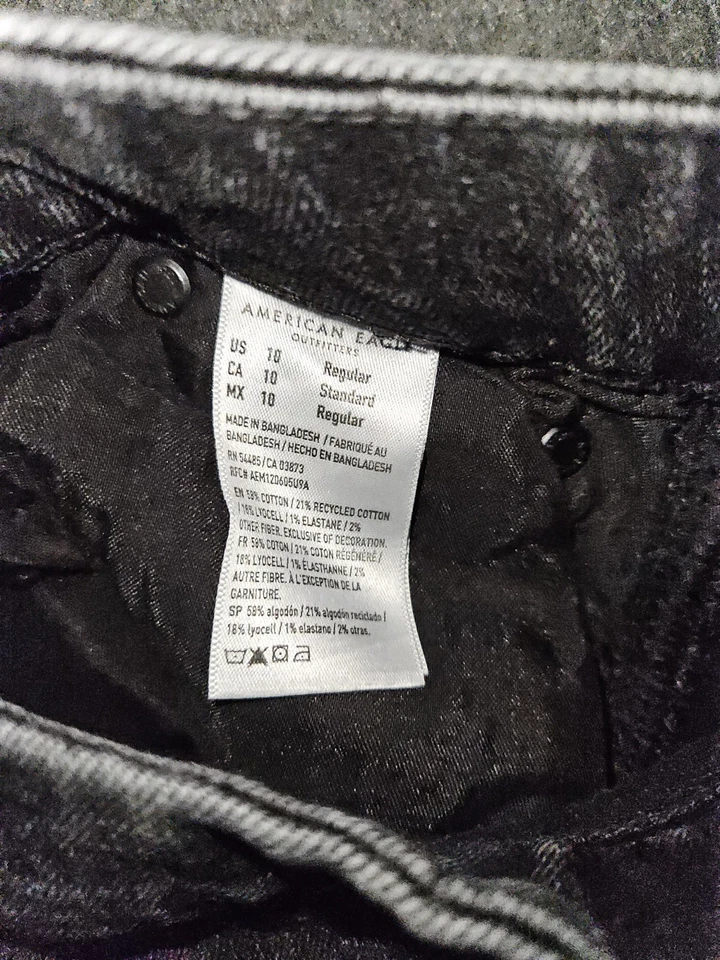 AMERICAN EAGLE
OUTFITTERS
US 10 Regular
CA 10 Standard
MX 10 Regular
MADE IN BANGLADESH / FABRIQUÉ AU
BANGLADESH / HECHO EN BANGLADESH
RN 54485/CA 03873
RFC# AEM120605U9A
EN 58% COTTON / 21% RECYCLED COTTON
/ 18% LYOCELL / 1% ELASTANE / 2%
OTHER FIBER. EXCLUSIVE OF DECORATION.
FR 58% COTON / 21% COTON RÉGÉNÉRÉ /
18% LYOCELL / 1% ÉLASTHANNE / 2%
AUTRE FIBRE. À L'EXCEPTION DE LA
GARNITURE.
SP 58% algodón / 21% algodón reciclado /
18% lyocell / 1% elastano / 2% otras.